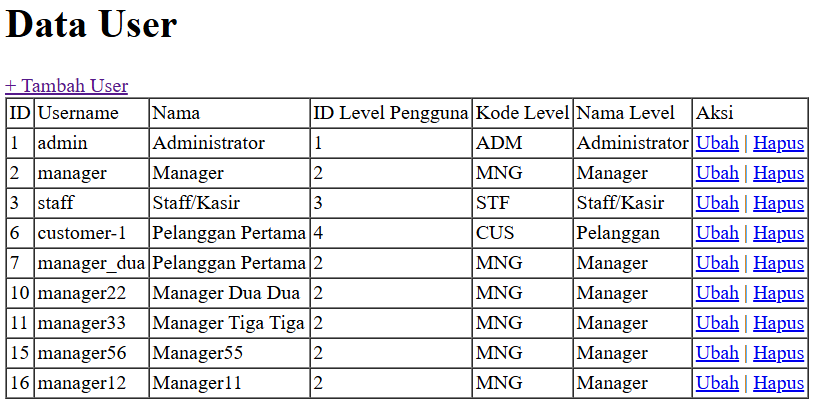 Data User
+ Tambah User
ID Username Nama ID Level Pengguna Kode Level Nama Level Aksi
1 admin Administrator 1 ADM Administrator Ubah | Hapus
2 manager Manager 2 MNG Manager Ubah | Hapus
3 staff Staff/Kasir 3 STF Staff/Kasir Ubah | Hapus
6 customer-1 Pelanggan Pertama 4 CUS Pelanggan Ubah | Hapus
7 manager_dua Pelanggan Pertama 2 MNG Manager Ubah | Hapus
10 manager22 Manager Dua Dua 2 MNG Manager Ubah | Hapus
11 manager33 Manager Tiga Tiga 2 MNG Manager Ubah | Hapus
15 manager56 Manager55 2 MNG Manager Ubah | Hapus
16 manager12 Manager11 2 MNG Manager Ubah | Hapus